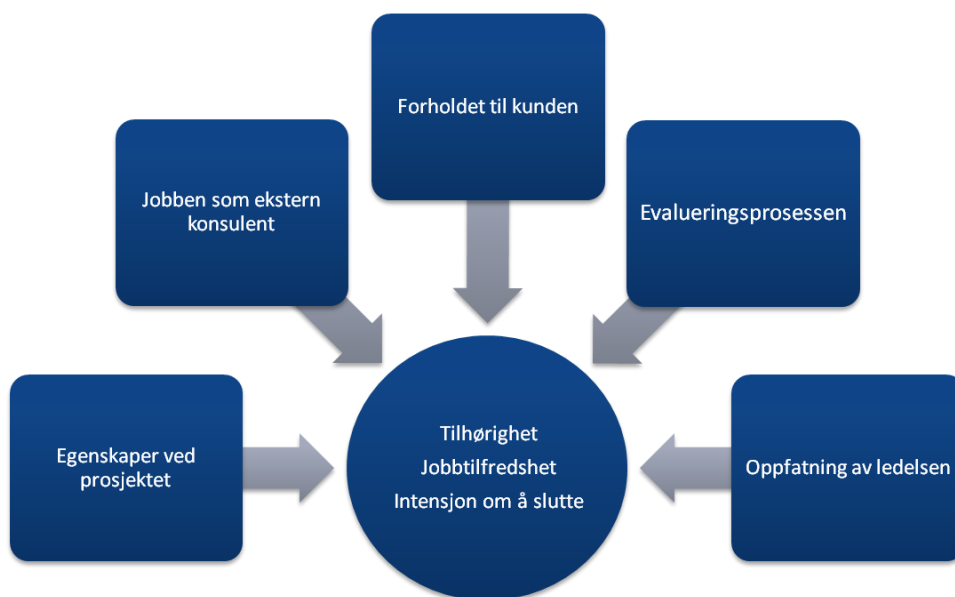 Forholdet til kunden
Jobben som ekstern
konsulent
Evalueringsprosessen
Egenskaper ved
prosjektet
Tilhørighet
Jobbtilfredshet
Intensjon om å slutte
Oppfatning av ledelsen